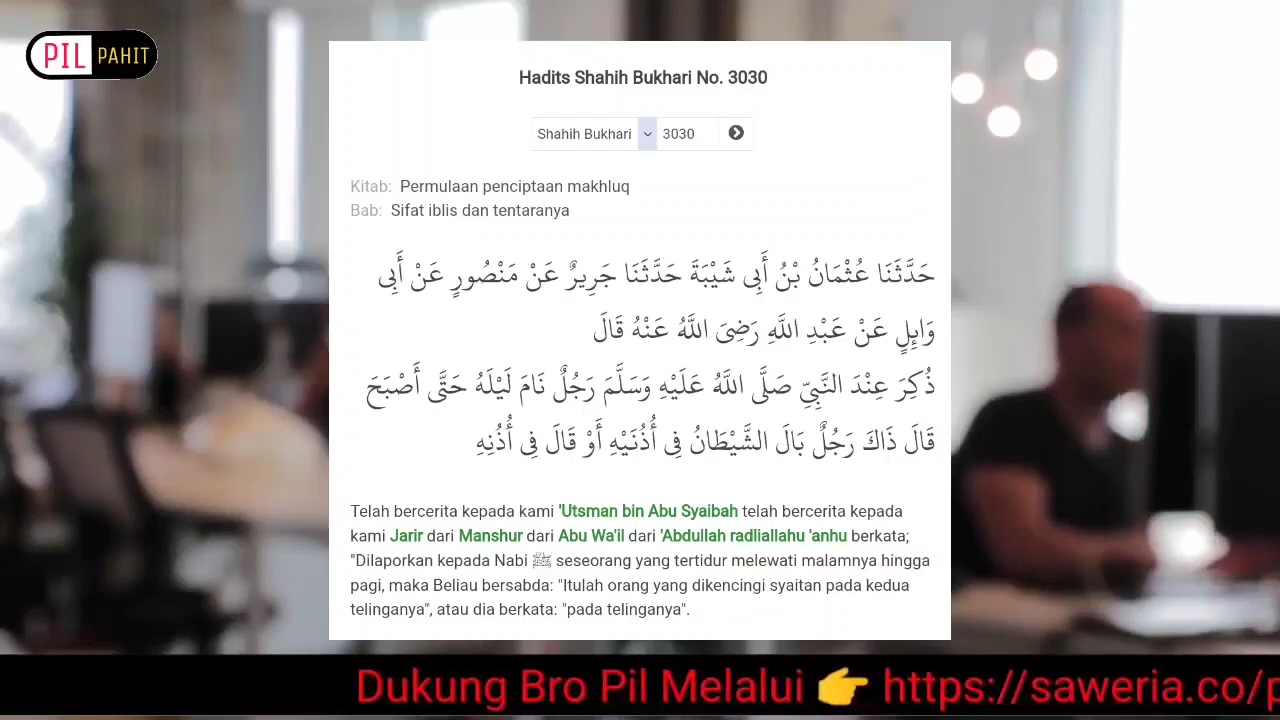 PIL PAHIT
Hadits Shahih Bukhari No. 3030
Shahih Bukhari 3030
Kitab: Permulaan penciptaan makhluq
Bab: Sifat iblis dan tentaranya
حَدَّثَنَا عُثْمَانُ بْنُ أَبِى شَيْبَةَ حَدَّثَنَا جَرِيرٌ عَنْ مَنْصُورٍ عَنْ أَبِى
وَائِلٍ عَنْ عَبْدِ اللَّهِ رَضِىَ اللَّهُ عَنْهُ قَالَ
ذُكِرَ عِنْدَ النَّبِىِّ صَلَّى اللَّهُ عَلَيْهِ وَسَلَّمَ رَجُلٌ نَامَ لَيْلَهُ حَتَّى أَصْبَحَ
قَالَ ذَاكَ رَجُلٌ بَالَ الشَّيْطَانُ فِى أُذُنَيْهِ أَوْ قَالَ فِى أُذُنِهِ
Telah bercerita kepada kami 'Utsman bin Abu Syaibah telah bercerita kepada
kami Jarir dari Manshur dari Abu Wa'il dari 'Abdullah radliallahu 'anhu berkata;
"Dilaporkan kepada Nabi ﷺ seseorang yang tertidur melewati malamnya hingga
pagi, maka Beliau bersabda: "Itulah orang yang dikencingi syaitan pada kedua
telinganya", atau dia berkata: "pada telinganya".
Dukung Bro Pil Melalui 👉 https://saweria.co/p